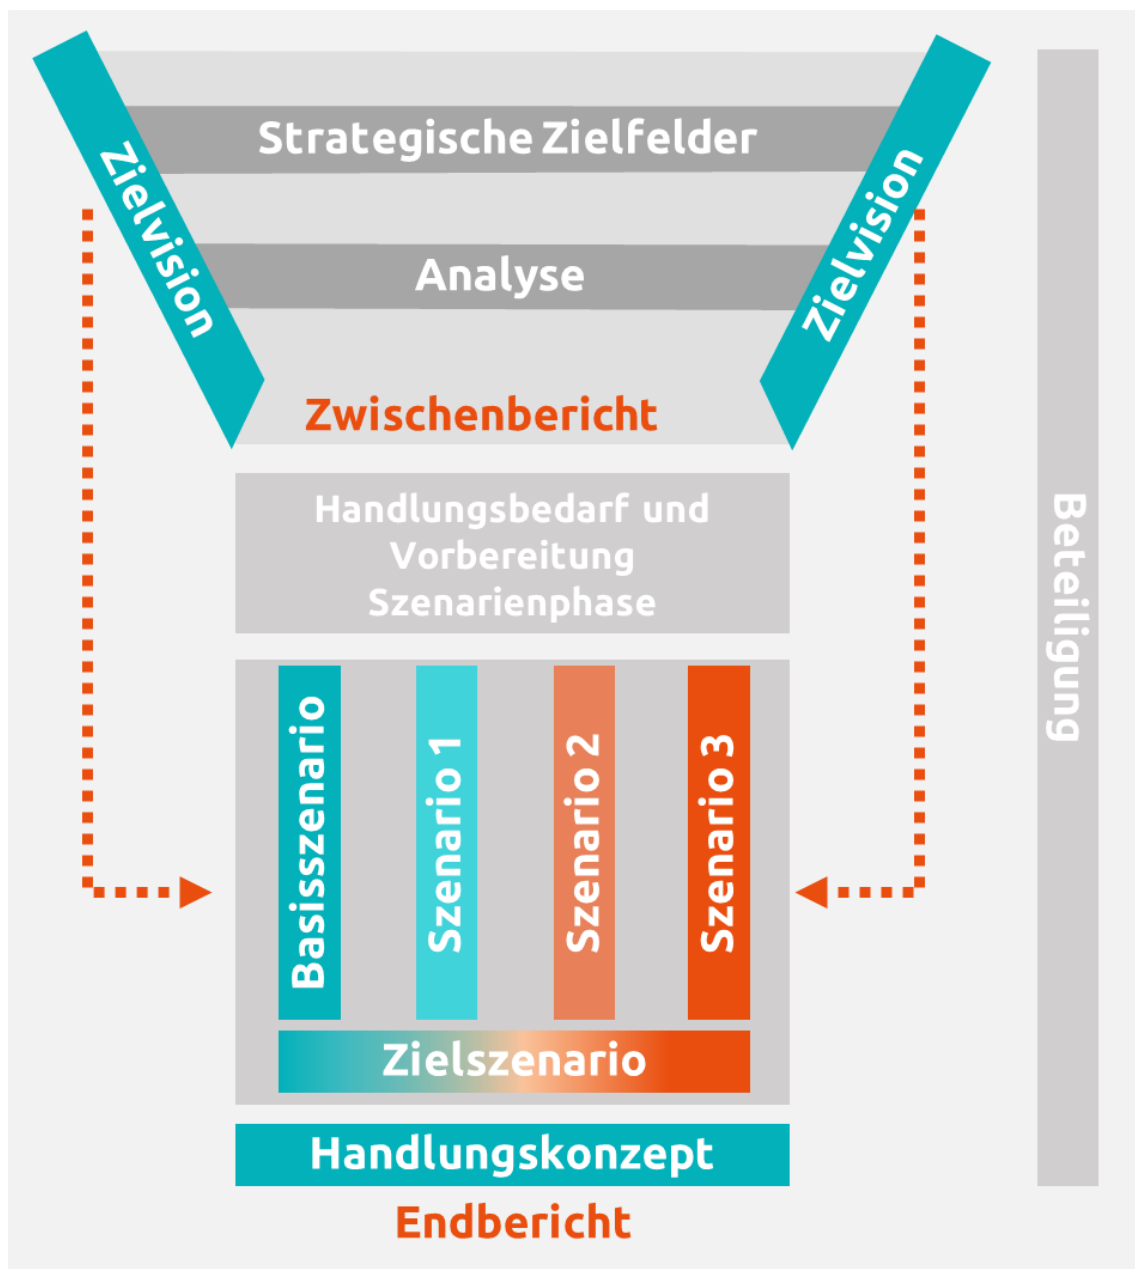 Strategische Zielfelder
Zielvision
Zielvision
Analyse
Zwischenbericht
Handlungsbedarf und
Vorbereitung
Szenarienphase
Beteiligung
Basisszenario
Szenario 1
Szenario 2
Szenario 3
Zielszenario
Handlungskonzept
Endbericht